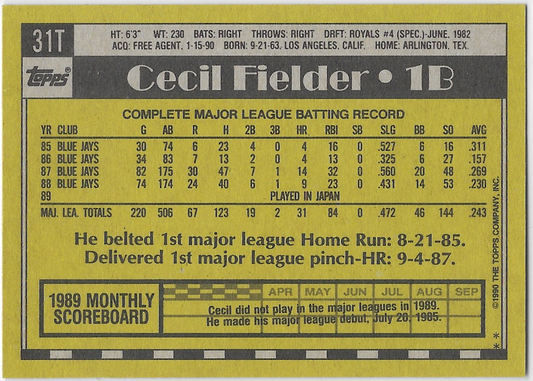 31T
HT: 6'3" WT: 230 BATS: RIGHT THROWS: RIGHT DRFT: ROYALS #4 (SPEC.)-JUNE, 1982
ACQ: FREE AGENT, 1-15-90 BORN: 9-21-63, LOS ANGELES, CALIF. HOME: ARLINGTON, TEX.
Topps
Cecil Fielder • 1B
COMPLETE MAJOR LEAGUE BATTING RECORD
YR CLUB G AB R H 2B 3B HR RBI SB SLG BB SO AVG
85 BLUE JAYS 30 74 6 23 4 0 4 16 0 .527 6 16 .311
86 BLUE JAYS 34 83 7 13 2 0 4 13 0 .325 6 27 .157
87 BLUE JAYS 82 175 30 47 7 1 14 32 0 .560 20 48 .269
88 BLUE JAYS 74 174 24 40 6 1 9 23 0 .431 14 53 .230
89 PLAYED IN JAPAN
MAJ. LEA. TOTALS 220 506 67 123 19 2 31 84 0 .472 46 144 .243
He belted 1st major league Home Run: 8-21-85.
Delivered 1st major league pinch-HR: 9-4-87.
1989 MONTHLY
SCOREBOARD
APR MAY JUN JUL AUG SEP
Cecil did not play in the major leagues in 1989.
He made his major league debut, July 20, 1985.
©1990 THE TOPPS COMPANY, INC.
* *